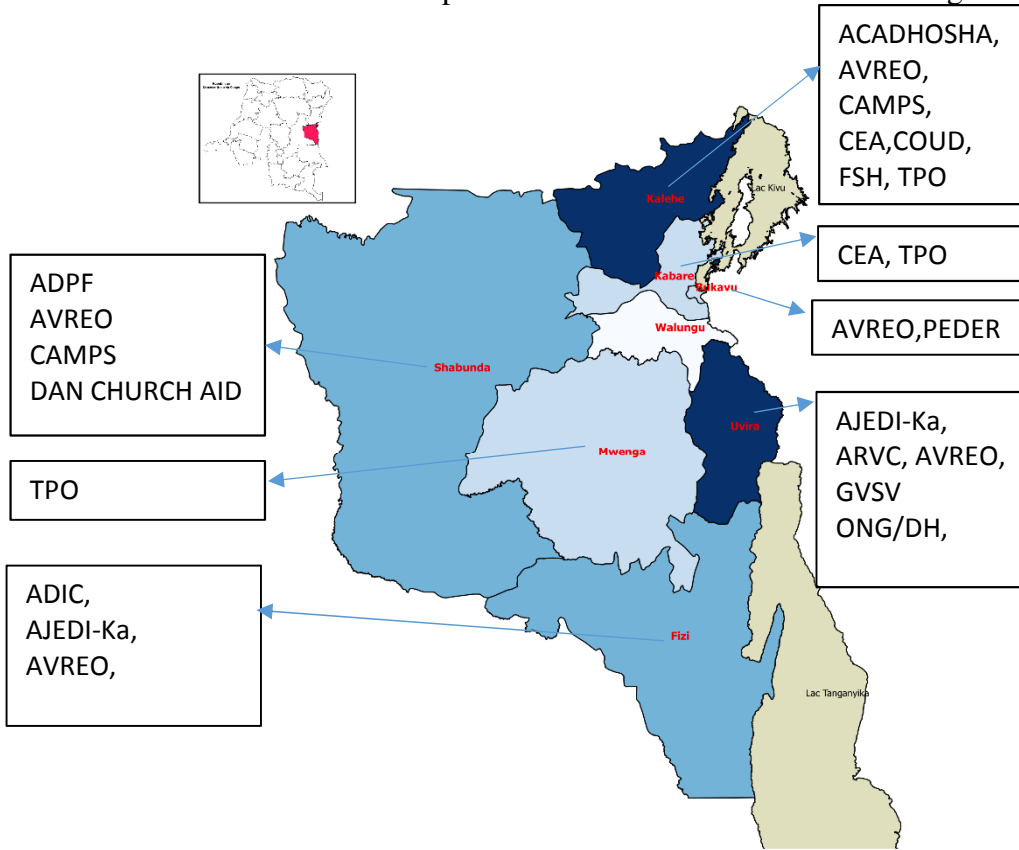 ACADHOSHA,
AVREO,
CAMPS,
CEA,COUD,
FSH, TPO
Lac Kivu
Kalehe
CEA, TPO
Kabare
Bukavu
AVREO,PEDER
Walungu
ADPF
AVREO
CAMPS
DAN CHURCH AID
Shabunda
Uvira
AJEDI-Ka,
ARVC, AVREO,
GVSV
ONG/DH,
Mwenga
TPO
ADIC,
AJEDI-Ka,
AVREO,
Fizi
Lac Tanganyika